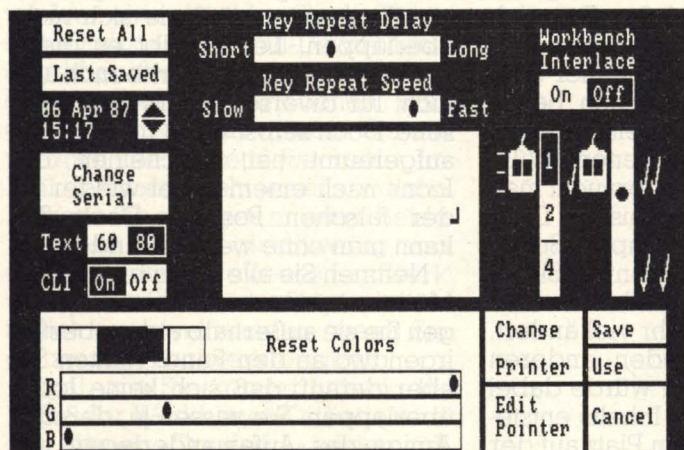 Reset All
Last Saved
06 Apr 87
15:17
Change
Serial
Text 60 80
CLI On Off
Key Repeat Delay
Short Long
Key Repeat Speed
Slow Fast
Workbench
Interlace
On Off
1
2
4
Reset Colors
R
G
B
Change
Printer
Edit
Pointer
Save
Use
Cancel